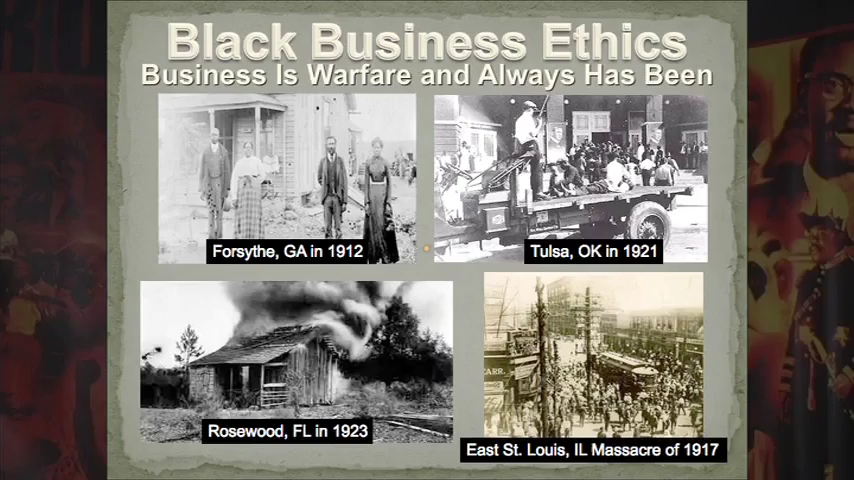 Black Business Ethics
Business Is Warfare and Always Has Been
Forsythe, GA in 1912
Tulsa, OK in 1921
Rosewood, FL in 1923
East St. Louis, IL Massacre of 1917